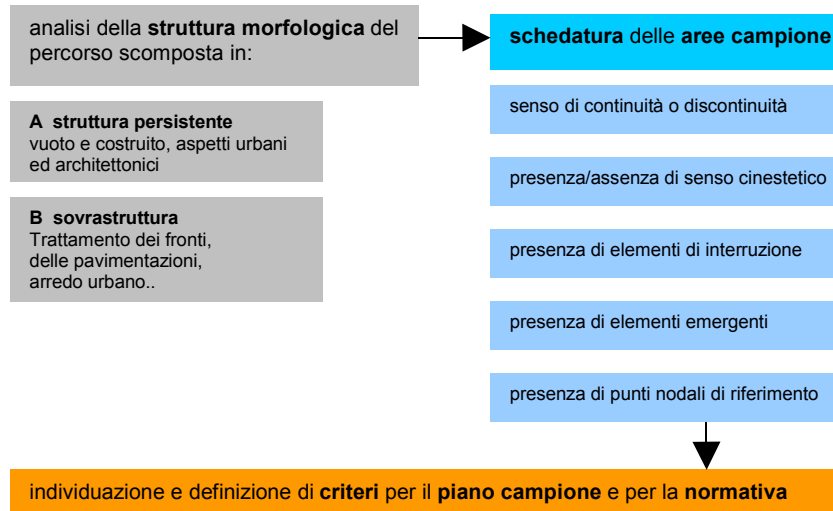 analisi della struttura morfologica del
percorso scomposta in:
A struttura persistente
vuoto e costruito, aspetti urbani
ed architettonici
B sovrastruttura
Trattamento dei fronti,
delle pavimentazioni,
arredo urbano..
schedatura delle aree campione
senso di continuità o discontinuità
presenza/assenza di senso cinestetico
presenza di elementi di interruzione
presenza di elementi emergenti
presenza di punti nodali di riferimento
individuazione e definizione di criteri per il piano campione e per la normativa